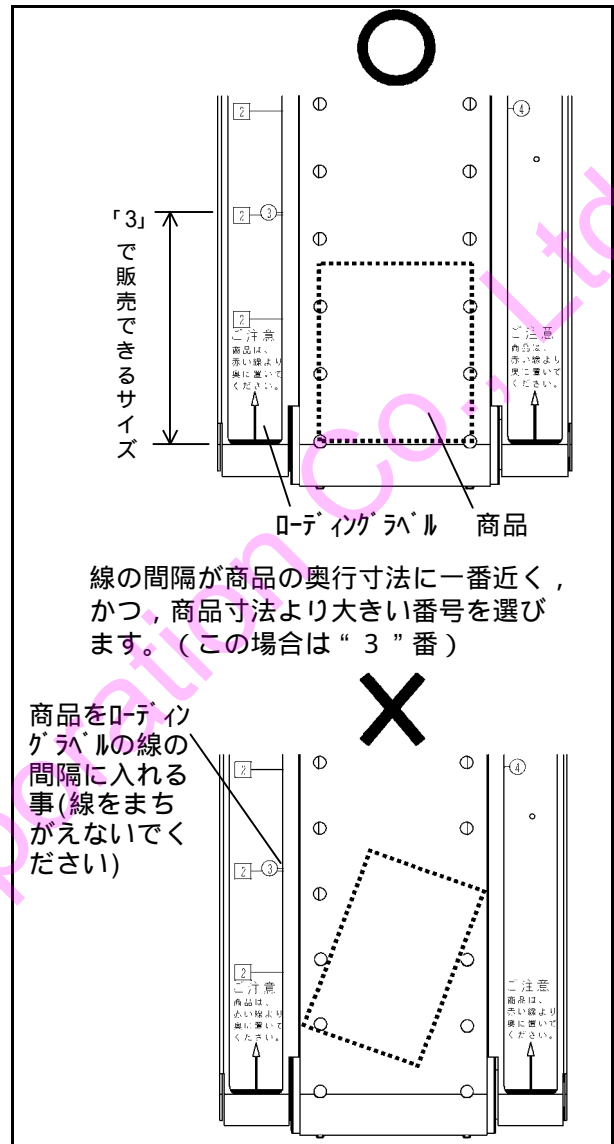 2
4
2 3
「3」で販売できるサイズ
2
ご注意
商品は、
赤い線より
奥に置いて
ください。
ご注意
商品は、
赤い線より
奥に置いて
ください。
ローディングラベル 商品
線の間隔が商品の奥行寸法に一番近く,
かつ,商品寸法より大きい番号を選び
ます。(この場合は“3”番)
商品をローディン
グラベルの線の
間隔に入れる
事(線をまち
がえないでく
ださい)
2
4
2 3
2
ご注意
商品は、
赤い線より
奥に置いて
ください。
ご注意
商品は、
赤い線より
奥に置いて
ください。
poration Co., Ltd